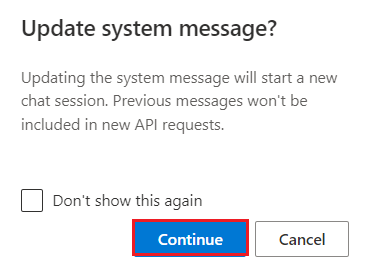 Update system message?
Updating the system message will start a new
chat session. Previous messages won't be
included in new API requests.
Don't show this again
Continue Cancel